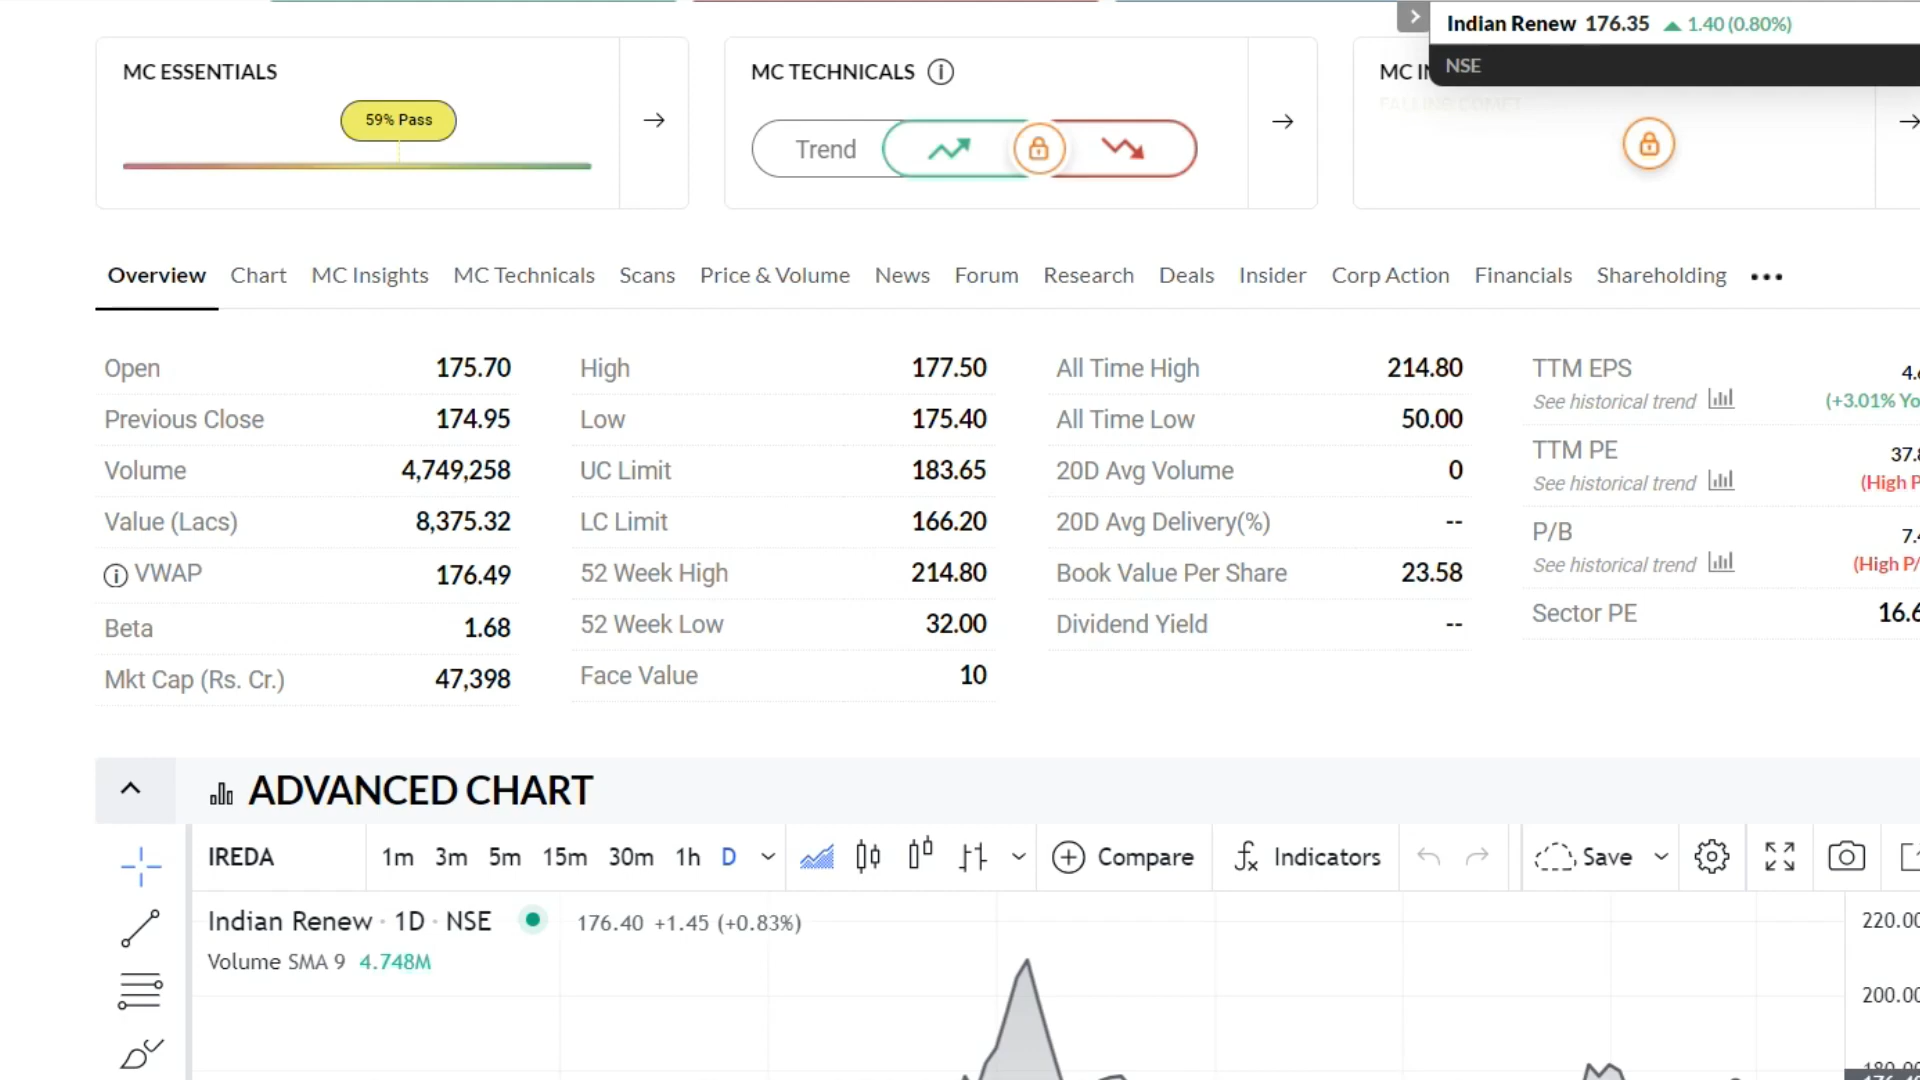 Indian Renew 176.35 1.40 (0.80%)
NSE
MC ESSENTIALS
59% Pass
MC TECHNICALS
Trend
MC
FALLING COMET
Overview Chart MC Insights MC Technicals Scans Price & Volume News Forum Research Deals Insider Corp Action Financials Shareholding
Open 175.70
Previous Close 174.95
Volume 4,749,258
Value (Lacs) 8,375.32
VWAP 176.49
Beta 1.68
Mkt Cap (Rs. Cr.) 47,398
High 177.50
Low 175.40
UC Limit 183.65
LC Limit 166.20
52 Week High 214.80
52 Week Low 32.00
Face Value 10
All Time High 214.80
All Time Low 50.00
20D Avg Volume 0
20D Avg Delivery(%) --
Book Value Per Share 23.58
Dividend Yield --
TTM EPS
See historical trend (+3.01%
TTM PE
See historical trend (High
P/B
See historical trend (High
Sector PE
ADVANCED CHART
IREDA 1m 3m 5m 15m 30m 1h D Compare Indicators Save
Indian Renew · 1D · NSE 176.40 +1.45 (+0.83%)
Volume SMA 9 4.748M